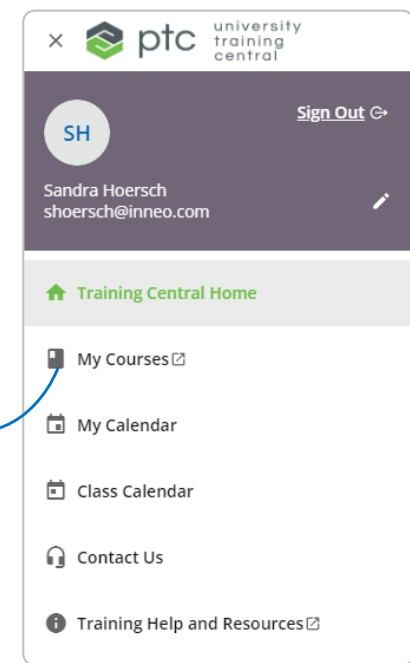 ptc university
training
central
Sign Out
SH
Sandra Hoersch
shoersch@inneo.com
Training Central Home
My Courses
My Calendar
Class Calendar
Contact Us
Training Help and Resources